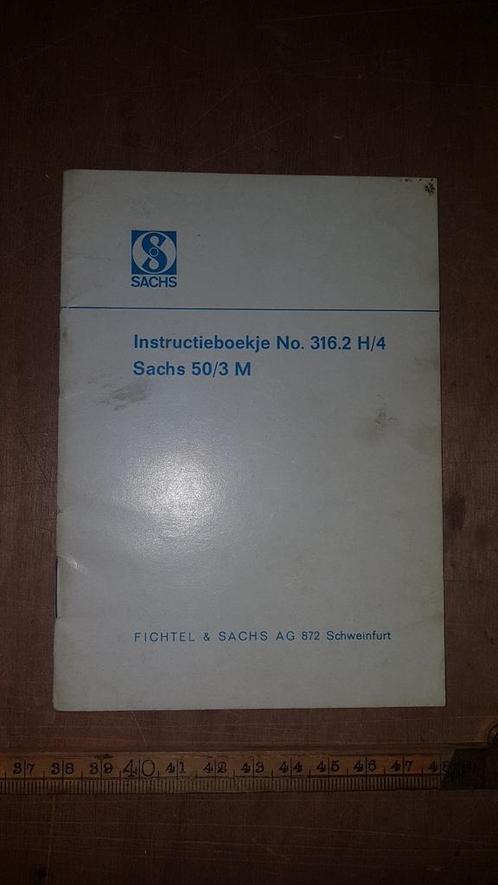 SACHS
Instructieboekje No. 316.2 H/4
Sachs 50/3 M
FICHTEL & SACHS AG 872 Schweinfurt
37 38 39 40 41 42 43 44 45 46 47 48